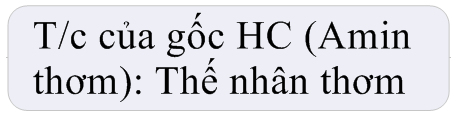 T/c của gốc HC (Amin
thơm): Thế nhân thơm